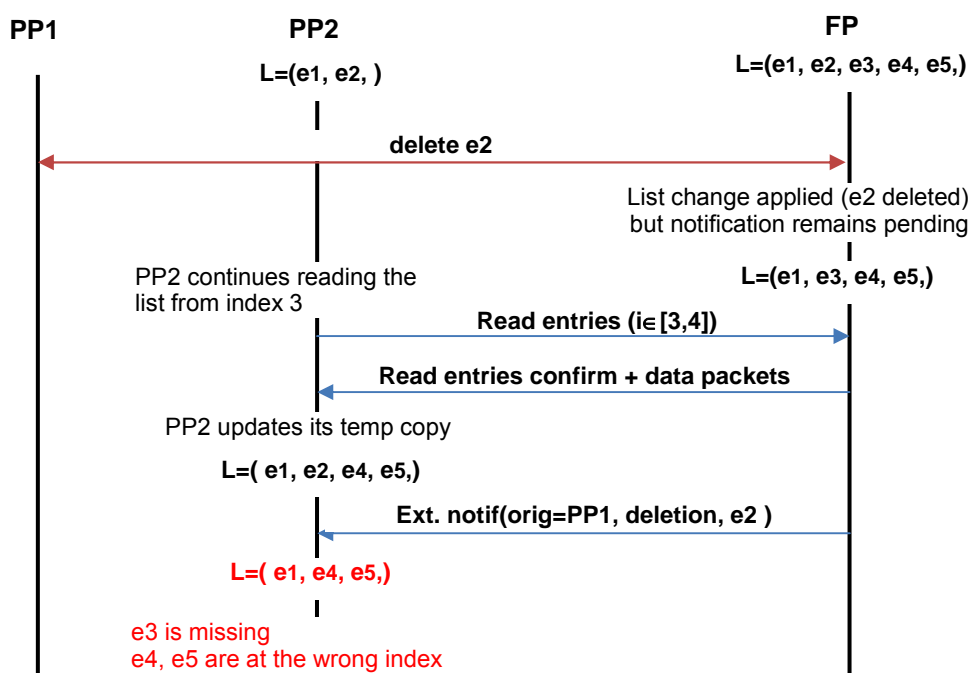 PP1 PP2 FP
L=(e1, e2, )
L=(e1, e2, e3, e4, e5,)
delete e2
List change applied (e2 deleted)
but notification remains pending
PP2 continues reading the
list from index 3
L=(e1, e3, e4, e5,)
Read entries (i∈[3,4])
Read entries confirm + data packets
PP2 updates its temp copy
L=( e1, e2, e4, e5,)
Ext. notif(orig=PP1, deletion, e2 )
L=( e1, e4, e5,)
e3 is missing
e4, e5 are at the wrong index